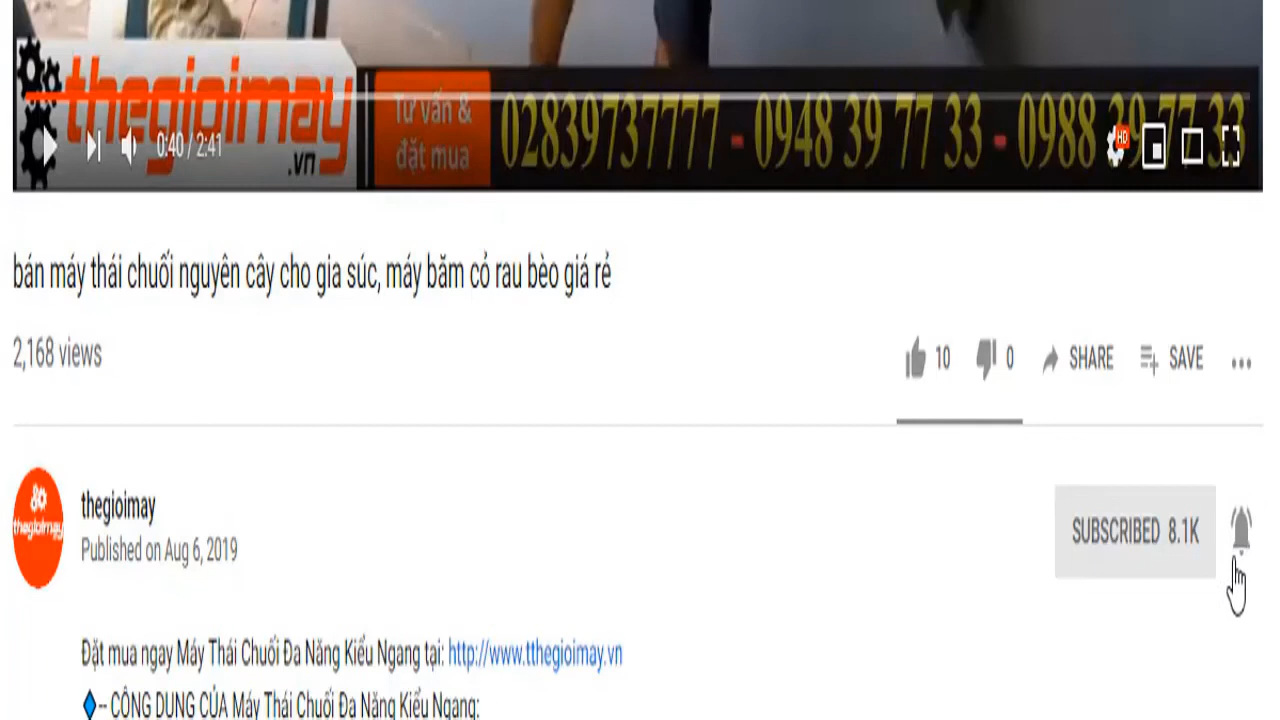 thegioimay
.vn
Tư vấn &
đặt mua
02839737777 - 0948 39 77 33 - 0988 39 77 33
HD
0:40 / 2:41
bán máy thái chuối nguyên cây cho gia súc, máy băm cỏ rau bèo giá rẻ
2,168 views
10 0 SHARE SAVE
thegioimay
thegioimay
Published on Aug 6, 2019
SUBSCRIBED 8.1K
Đặt mua ngay Máy Thái Chuối Đa Năng Kiểu Ngang tại: http://www.tthegioimay.vn
-- CÔNG DỤNG CỦA Máy Thái Chuối Đa Năng Kiểu Ngang: